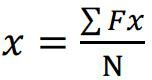 x = ∑ Fx / N